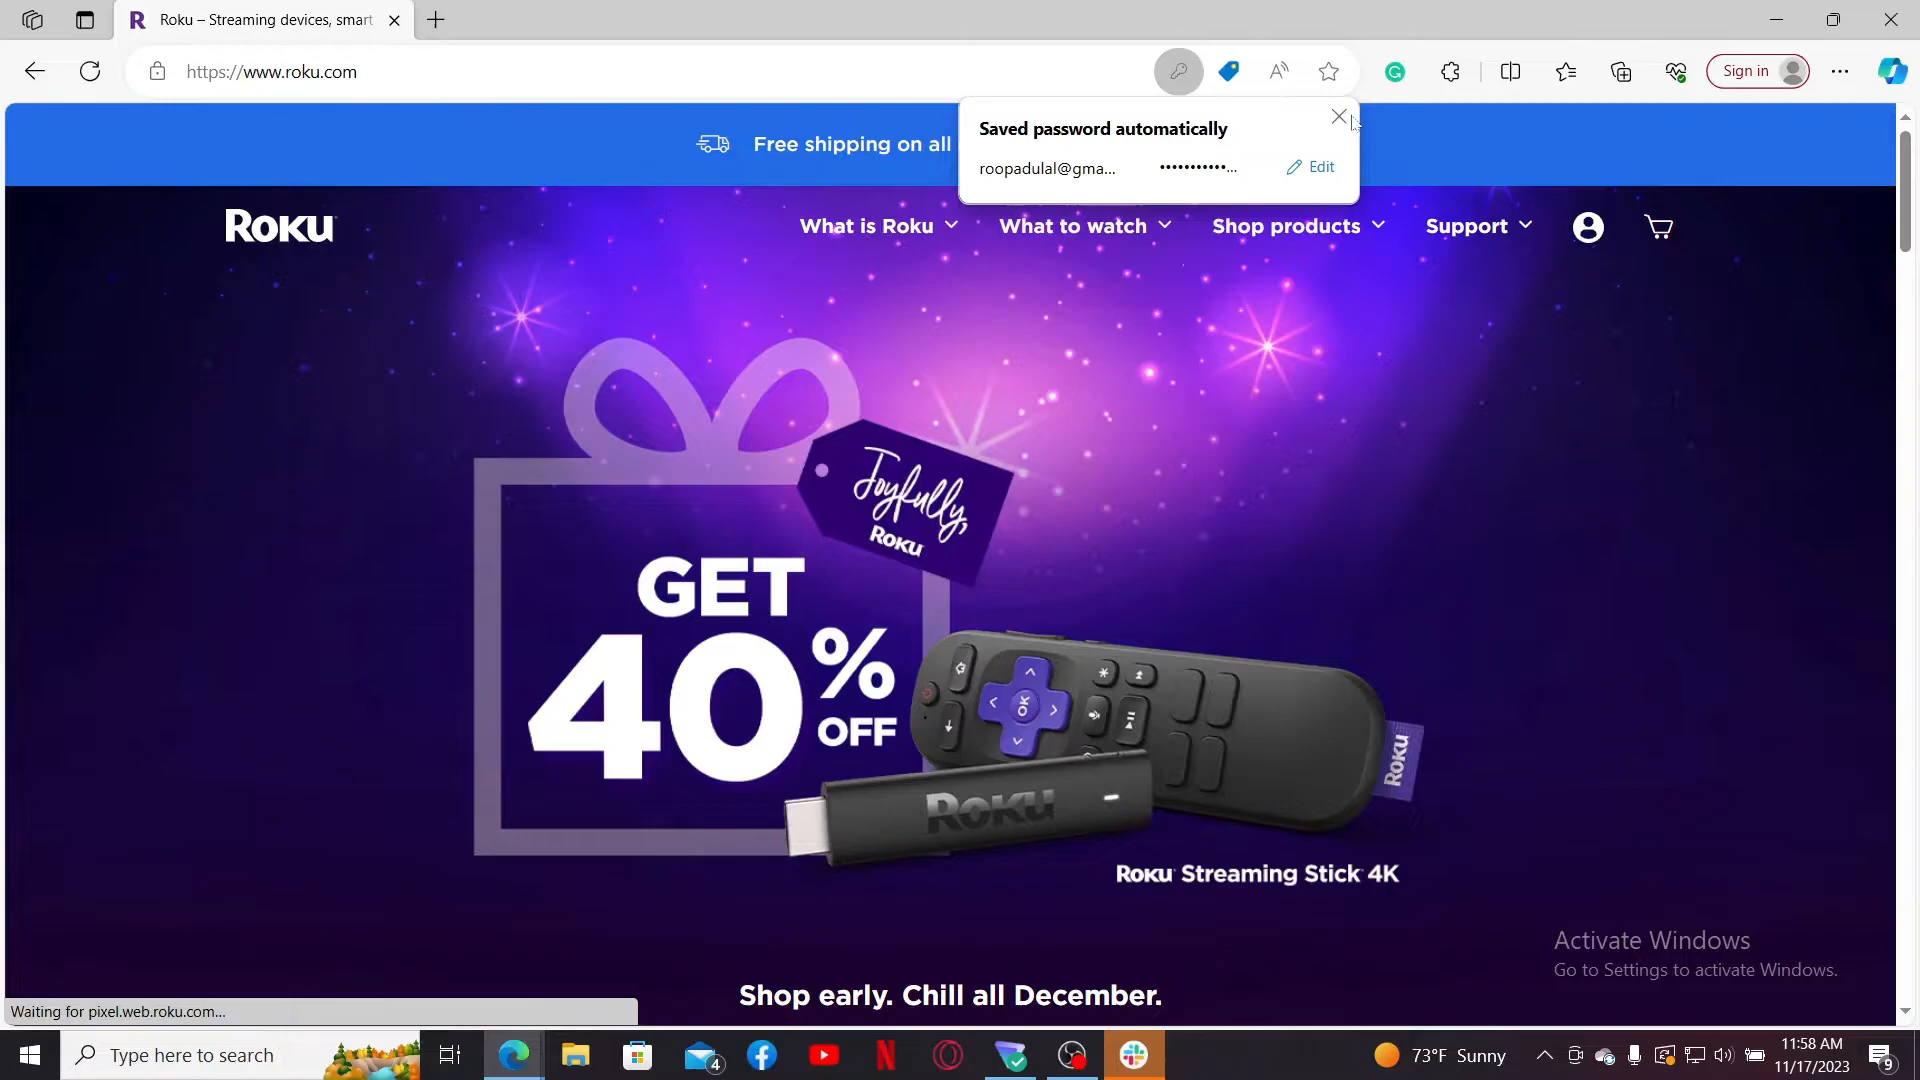 Roku – Streaming devices, smart
https://www.roku.com
Sign in
Saved password automatically
roopadulal@gma...
Edit
Free shipping on all
Roku
What is Roku
What to watch
Shop products
Support
Joyfully,
Roku
GET
40%
OFF
OK
Roku
Roku
Roku Streaming Stick 4K
Activate Windows
Go to Settings to activate Windows.
Shop early. Chill all December.
Waiting for pixel.web.roku.com...
Type here to search
4
73°F Sunny
11:58 AM
11/17/2023
9